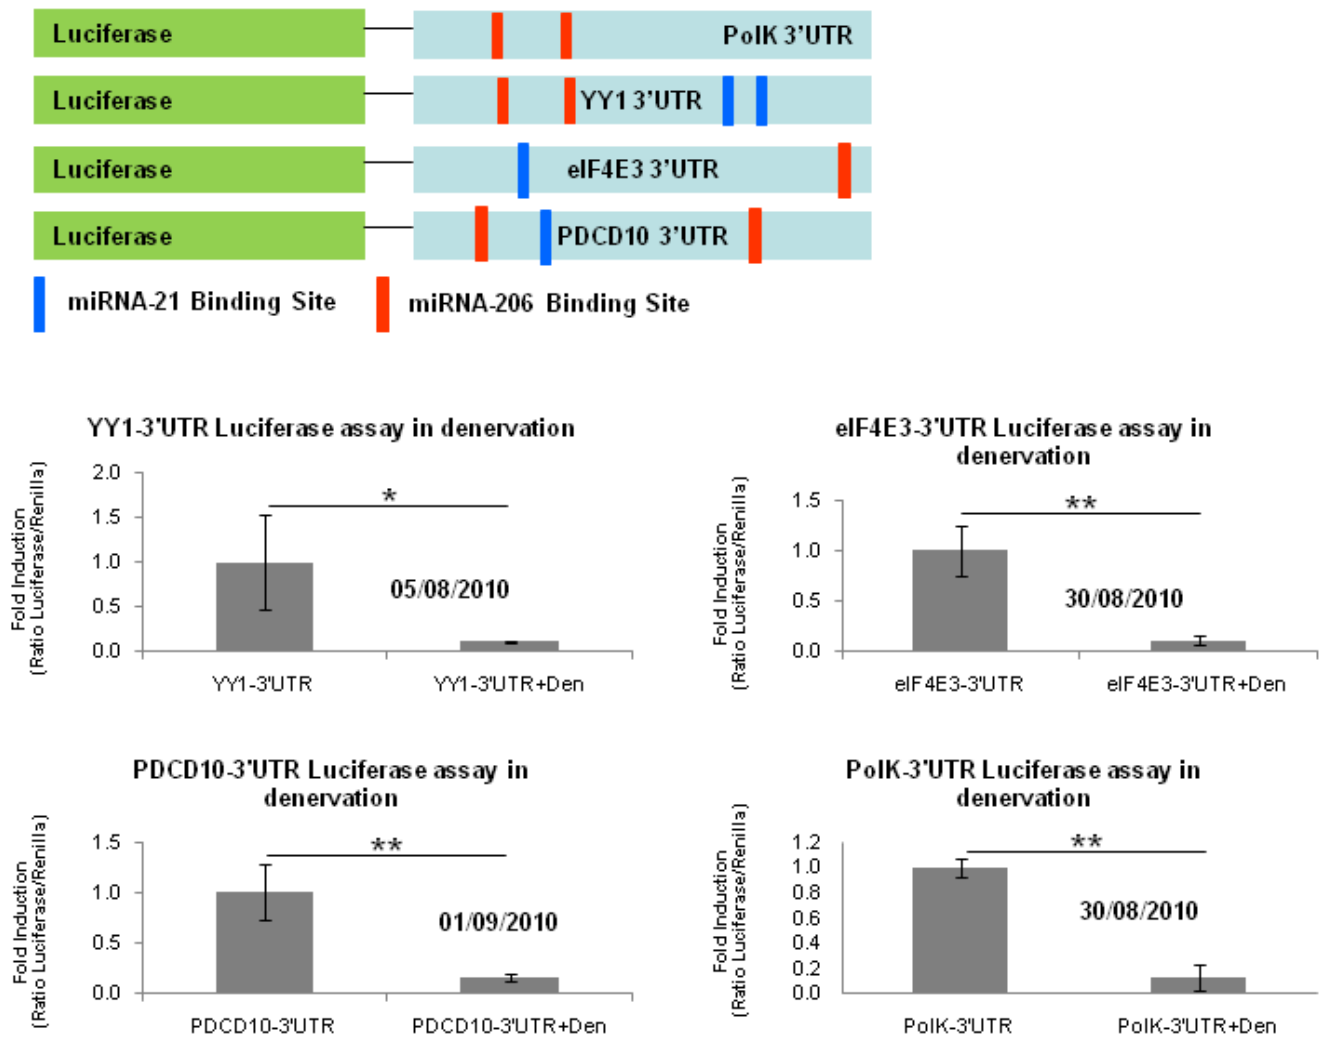 Luciferase
PolK 3'UTR
Luciferase
YY1 3'UTR
Luciferase
eIF4E3 3'UTR
Luciferase
PDCD10 3'UTR
miRNA-21 Binding Site
miRNA-206 Binding Site
YY1-3'UTR Luciferase assay in denervation
Fold Induction
(Ratio Luciferase/Renilla)
2.0
1.5
1.0
0.5
0.0
*
05/08/2010
YY1-3'UTR
YY1-3'UTR+Den
eIF4E3-3'UTR Luciferase assay in
denervation
Fold Induction
(Ratio Luciferase/Renilla)
1.5
1.0
0.5
0.0
**
30/08/2010
eIF4E3-3'UTR
eIF4E3-3'UTR+Den
PDCD10-3'UTR Luciferase assay in
denervation
Fold Induction
(Ratio Luciferase/Renilla)
1.5
1.0
0.5
0.0
**
01/09/2010
PDCD10-3'UTR
PDCD10-3'UTR+Den
PolK-3'UTR Luciferase assay in
denervation
Fold Induction
(Ratio Luciferase/Renilla)
1.2
1.0
0.8
0.6
0.4
0.2
0.0
**
30/08/2010
PolK-3'UTR
PolK-3'UTR+Den